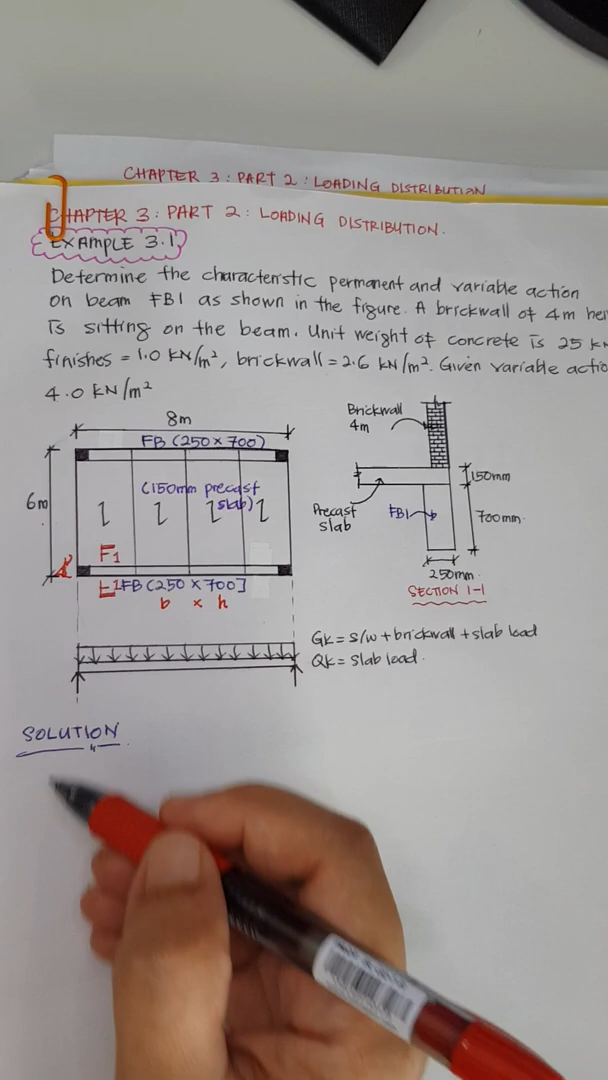 CHAPTER 3: PART 2: LOADING DISTRIBUTION
CHAPTER 3: PART 2: LOADING DISTRIBUTION.
EXAMPLE 3.1
Determine the characteristic permanent and variable action
on beam FB1 as shown in the figure. A brickwall of 4m hei
is sitting on the beam. Unit weight of concrete is 25 kN
finishes = 1.0 kN/m², brickwall = 2.6 kN/m². Given variable actio
4.0 kN/m²
8m
FB (250 x 700)
6m
(150mm precast
slab)
F1
FB (250 x 700)
b x h
Brickwall
4m
150mm
Precast
slab
FB1
700mm.
250mm.
SECTION 1-1
Gk = s/w + brickwall + slab load
Qk = slab load.
SOLUTION